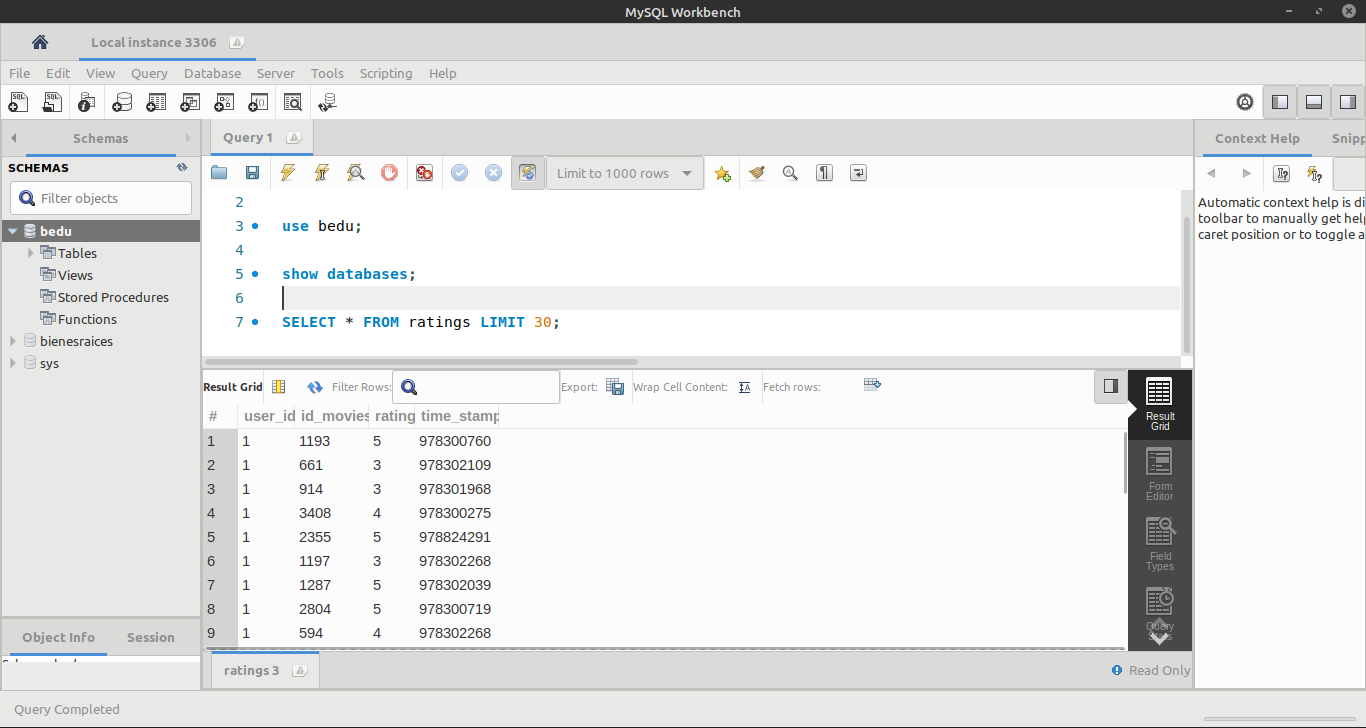 MySQL Workbench
Local instance 3306
File Edit View Query Database Server Tools Scripting Help
Schemas
SCHEMAS
Filter objects
bedu
Tables
Views
Stored Procedures
Functions
bienesraices
sys
Object Info Session
Query 1
Limit to 1000 rows
2
3 use bedu;
4
5 show databases;
6
7 SELECT * FROM ratings LIMIT 30;
Result Grid Filter Rows: Export: Wrap Cell Content: Fetch rows:
# user_id id_movies rating time_stamp
1 1 1193 5 978300760
2 1 661 3 978302109
3 1 914 3 978301968
4 1 3408 4 978300275
5 1 2355 5 978824291
6 1 1197 3 978302268
7 1 1287 5 978302039
8 1 2804 5 978300719
9 1 594 4 978302268
Result
Grid
Form
Editor
Field
Types
Query
ratings 3
Read Only
Context Help Snipp
Automatic context help is di
toolbar to manually get help
caret position or to toggle a
Query Completed